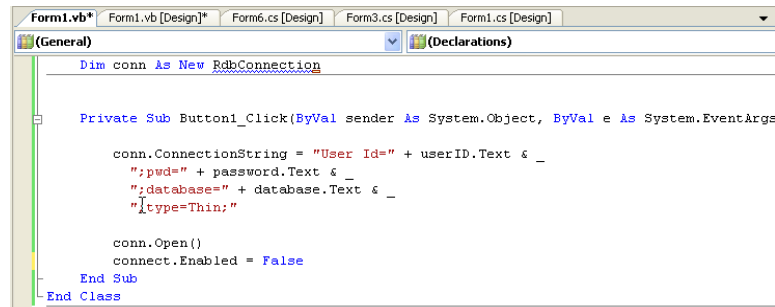 Form1.vb* Form1.vb [Design]* Form6.cs [Design] Form3.cs [Design] Form1.cs [Design]
(General) (Declarations)
Dim conn As New RdbConnection
Private Sub Button1_Click(ByVal sender As System.Object, ByVal e As System.EventArgs
conn.ConnectionString = "User Id=" + userID.Text & _
";pwd=" + password.Text & _
";database=" + database.Text & _
";type=Thin;"
conn.Open()
connect.Enabled = False
End Sub
End Class